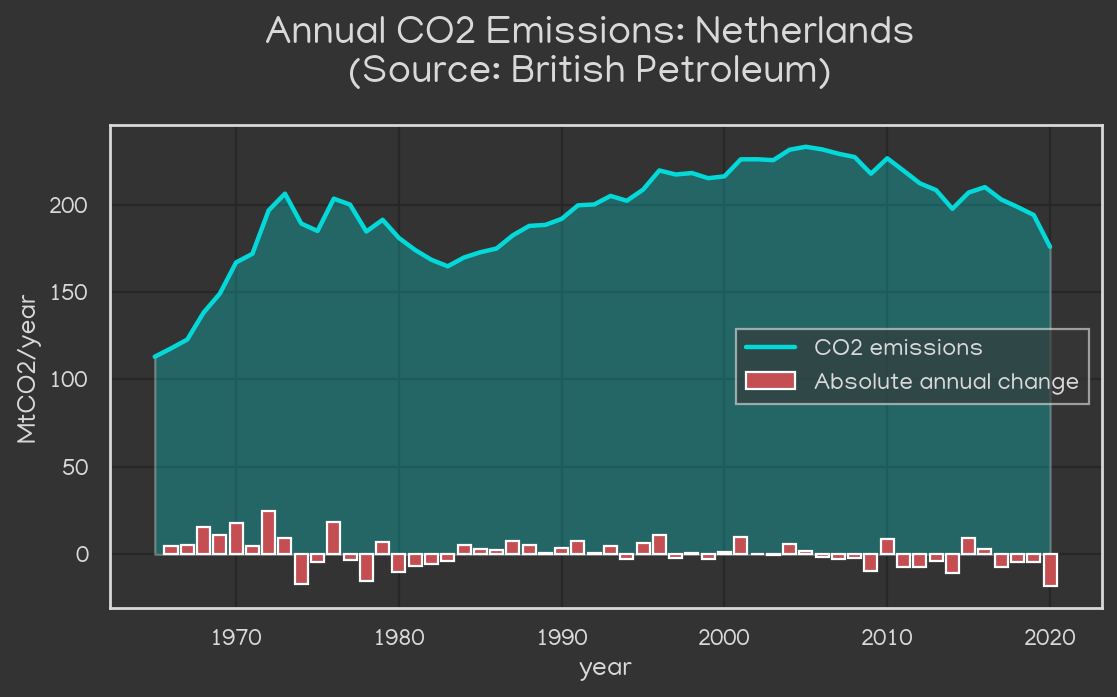 Annual CO2 Emissions: Netherlands
(Source: British Petroleum)
MtCO2/year
200
150
100
50
0
CO2 emissions
Absolute annual change
1970 1980 1990 2000 2010 2020
year